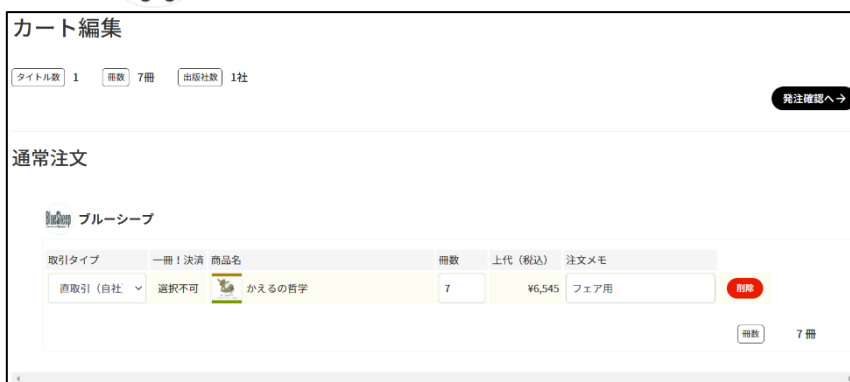 カート編集
タイトル数 1 冊数 7冊 出版社数 1社
発注確認へ→
通常注文
BlueSheep ブルーシープ
取引タイプ 一冊！決済 商品名 冊数 上代（税込） 注文メモ
直取引（自社 選択不可 かえるの哲学 7 ¥6,545 フェア用 削除
冊数 7冊